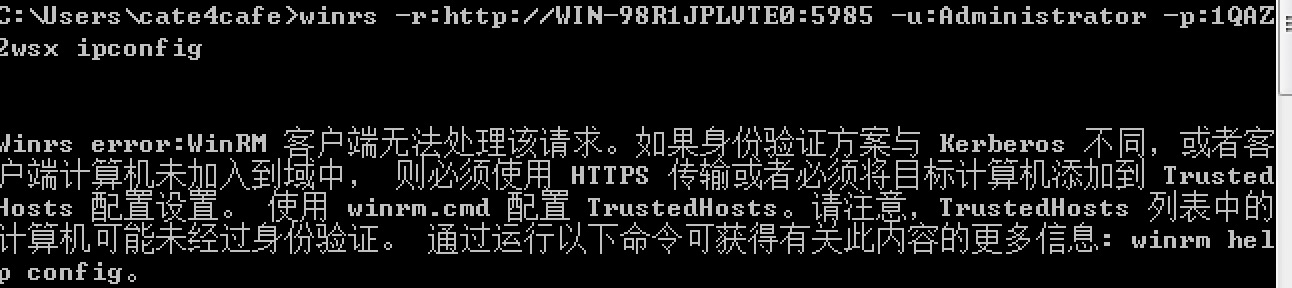 C:\Users\cate4cafe>winrs -r:http://WIN-98R1JPLVTE0:5985 -u:Administrator -p:1QAZ
2wsx ipconfig
Winrs error:WinRM 客户端无法处理该请求。如果身份验证方案与 Kerberos 不同，或者客
户端计算机未加入到域中， 则必须使用 HTTPS 传输或者必须将目标计算机添加到 Trusted
Hosts 配置设置。 使用 winrm.cmd 配置 TrustedHosts。请注意，TrustedHosts 列表中的
计算机可能未经过身份验证。 通过运行以下命令可获得有关此内容的更多信息: winrm hel
p config。